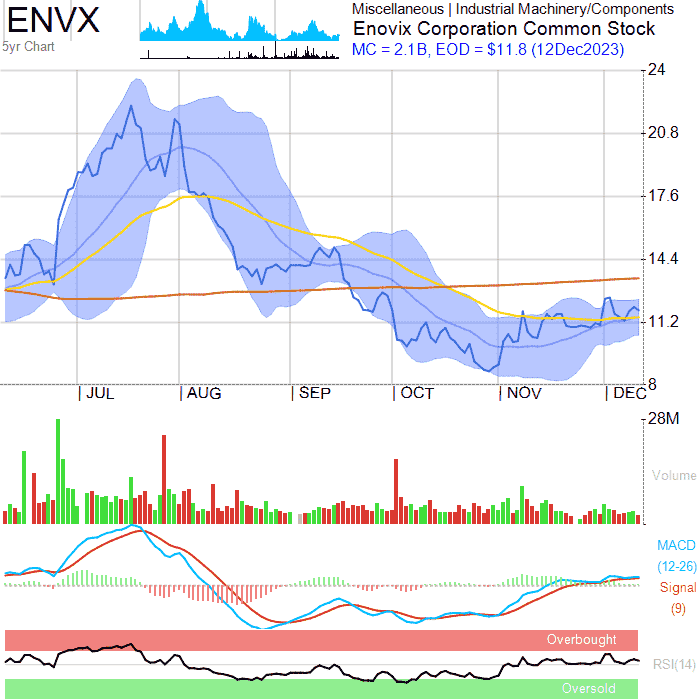 ENVX
5yr Chart
Miscellaneous | Industrial Machinery/Components
Enovix Corporation Common Stock
MC = 2.1B, EOD = $11.8 (12Dec2023)
24
20.8
17.6
14.4
11.2
8
JUL
AUG
SEP
OCT
NOV
DEC
28M
Volume
MACD
(12-26)
Signal
(9)
Overbought
RSI(14)
Oversold